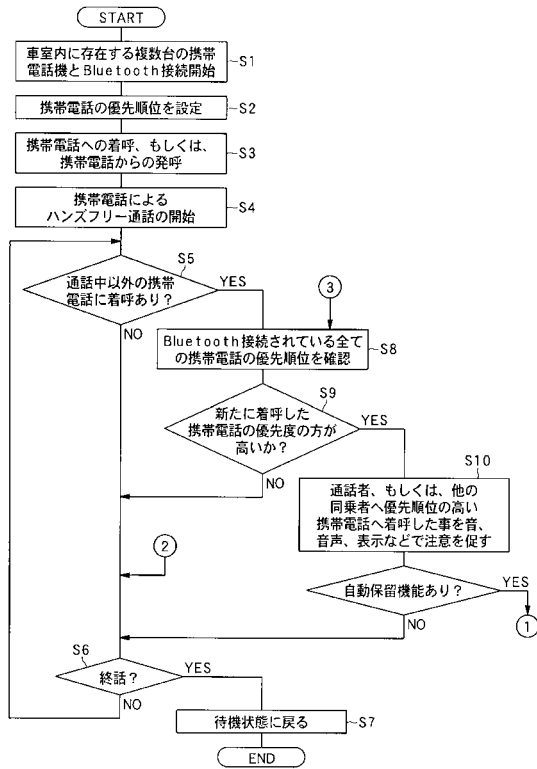 START
車室内に存在する複数台の携帯
電話機とBluetooth接続開始
S1
携帯電話の優先順位を設定
S2
携帯電話への着呼、もしくは、
携帯電話からの発呼
S3
携帯電話による
ハンズフリー通話の開始
S4
S5
通話中以外の携帯
電話に着呼あり?
YES
NO
3
Bluetooth接続されている全て
の携帯電話の優先順位を確認
S8
S9
新たに着呼した
携帯電話の優先度の方が
高いか?
YES
NO
S10
通話者、もしくは、他の
同乗者へ優先順位の高い
携帯電話へ着呼した事を音、
音声、表示などで注意を促す
2
自動保留機能あり?
YES
NO
1
S6
終話?
YES
NO
待機状態に戻る
S7
END